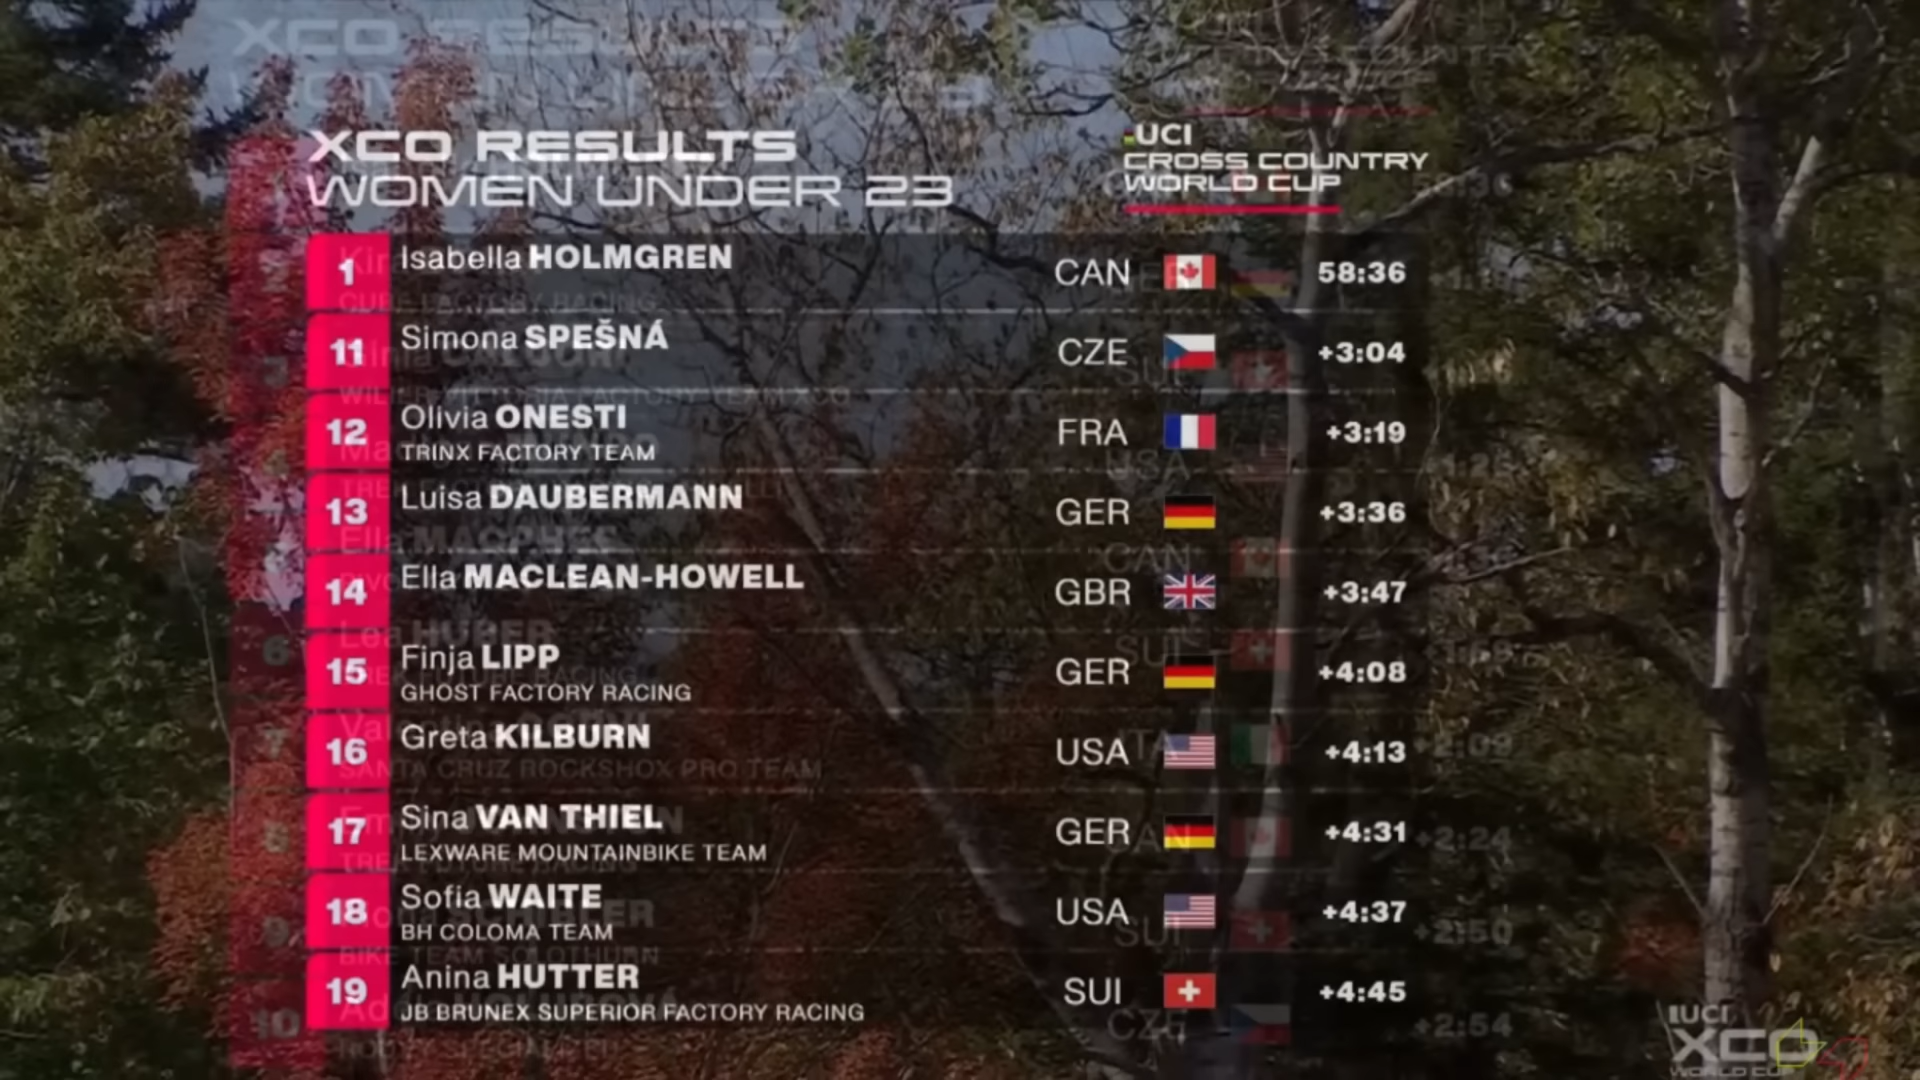 XCO RESULTS
WOMEN UNDER 23
UCI
CROSS COUNTRY
WORLD CUP
1 Isabella HOLMGREN CAN 58:36
11 Simona SPEŠNÁ CZE +3:04
12 Olivia ONESTI FRA +3:19
TRINX FACTORY TEAM
13 Luisa DAUBERMANN GER +3:36
14 Ella MACLEAN-HOWELL GBR +3:47
15 Finja LIPP GER +4:08
GHOST FACTORY RACING
16 Greta KILBURN USA +4:13
17 Sina VAN THIEL GER +4:31
LEXWARE MOUNTAINBIKE TEAM
18 Sofia WAITE USA +4:37
BH COLOMA TEAM
19 Anina HUTTER SUI +4:45
JB BRUNEX SUPERIOR FACTORY RACING
UCI
XCO
WORLD CUP